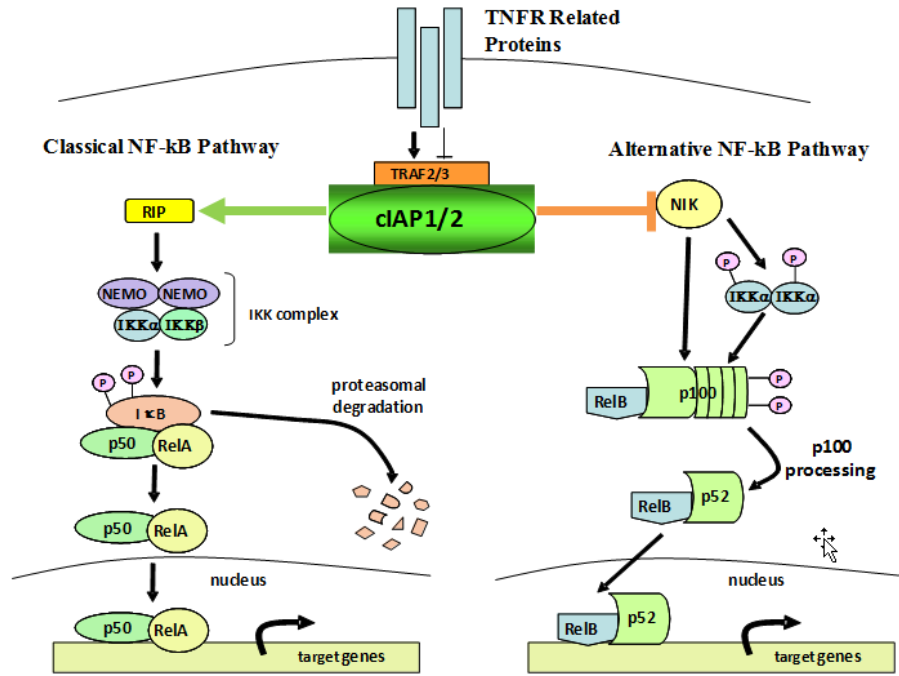 TNFR Related
Proteins
Classical NF-kB Pathway
Alternative NF-kB Pathway
TRAF2/3
cIAP1/2
RIP
NIK
NEMO
NEMO
IKKα
IKKβ
IKK complex
P
P
IKKα
IKKα
P
P
IκB
p50
RelA
proteasomal
degradation
RelB
p100
P
P
p100
processing
p50
RelA
RelB
p52
nucleus
nucleus
p50
RelA
target genes
RelB
p52
target genes